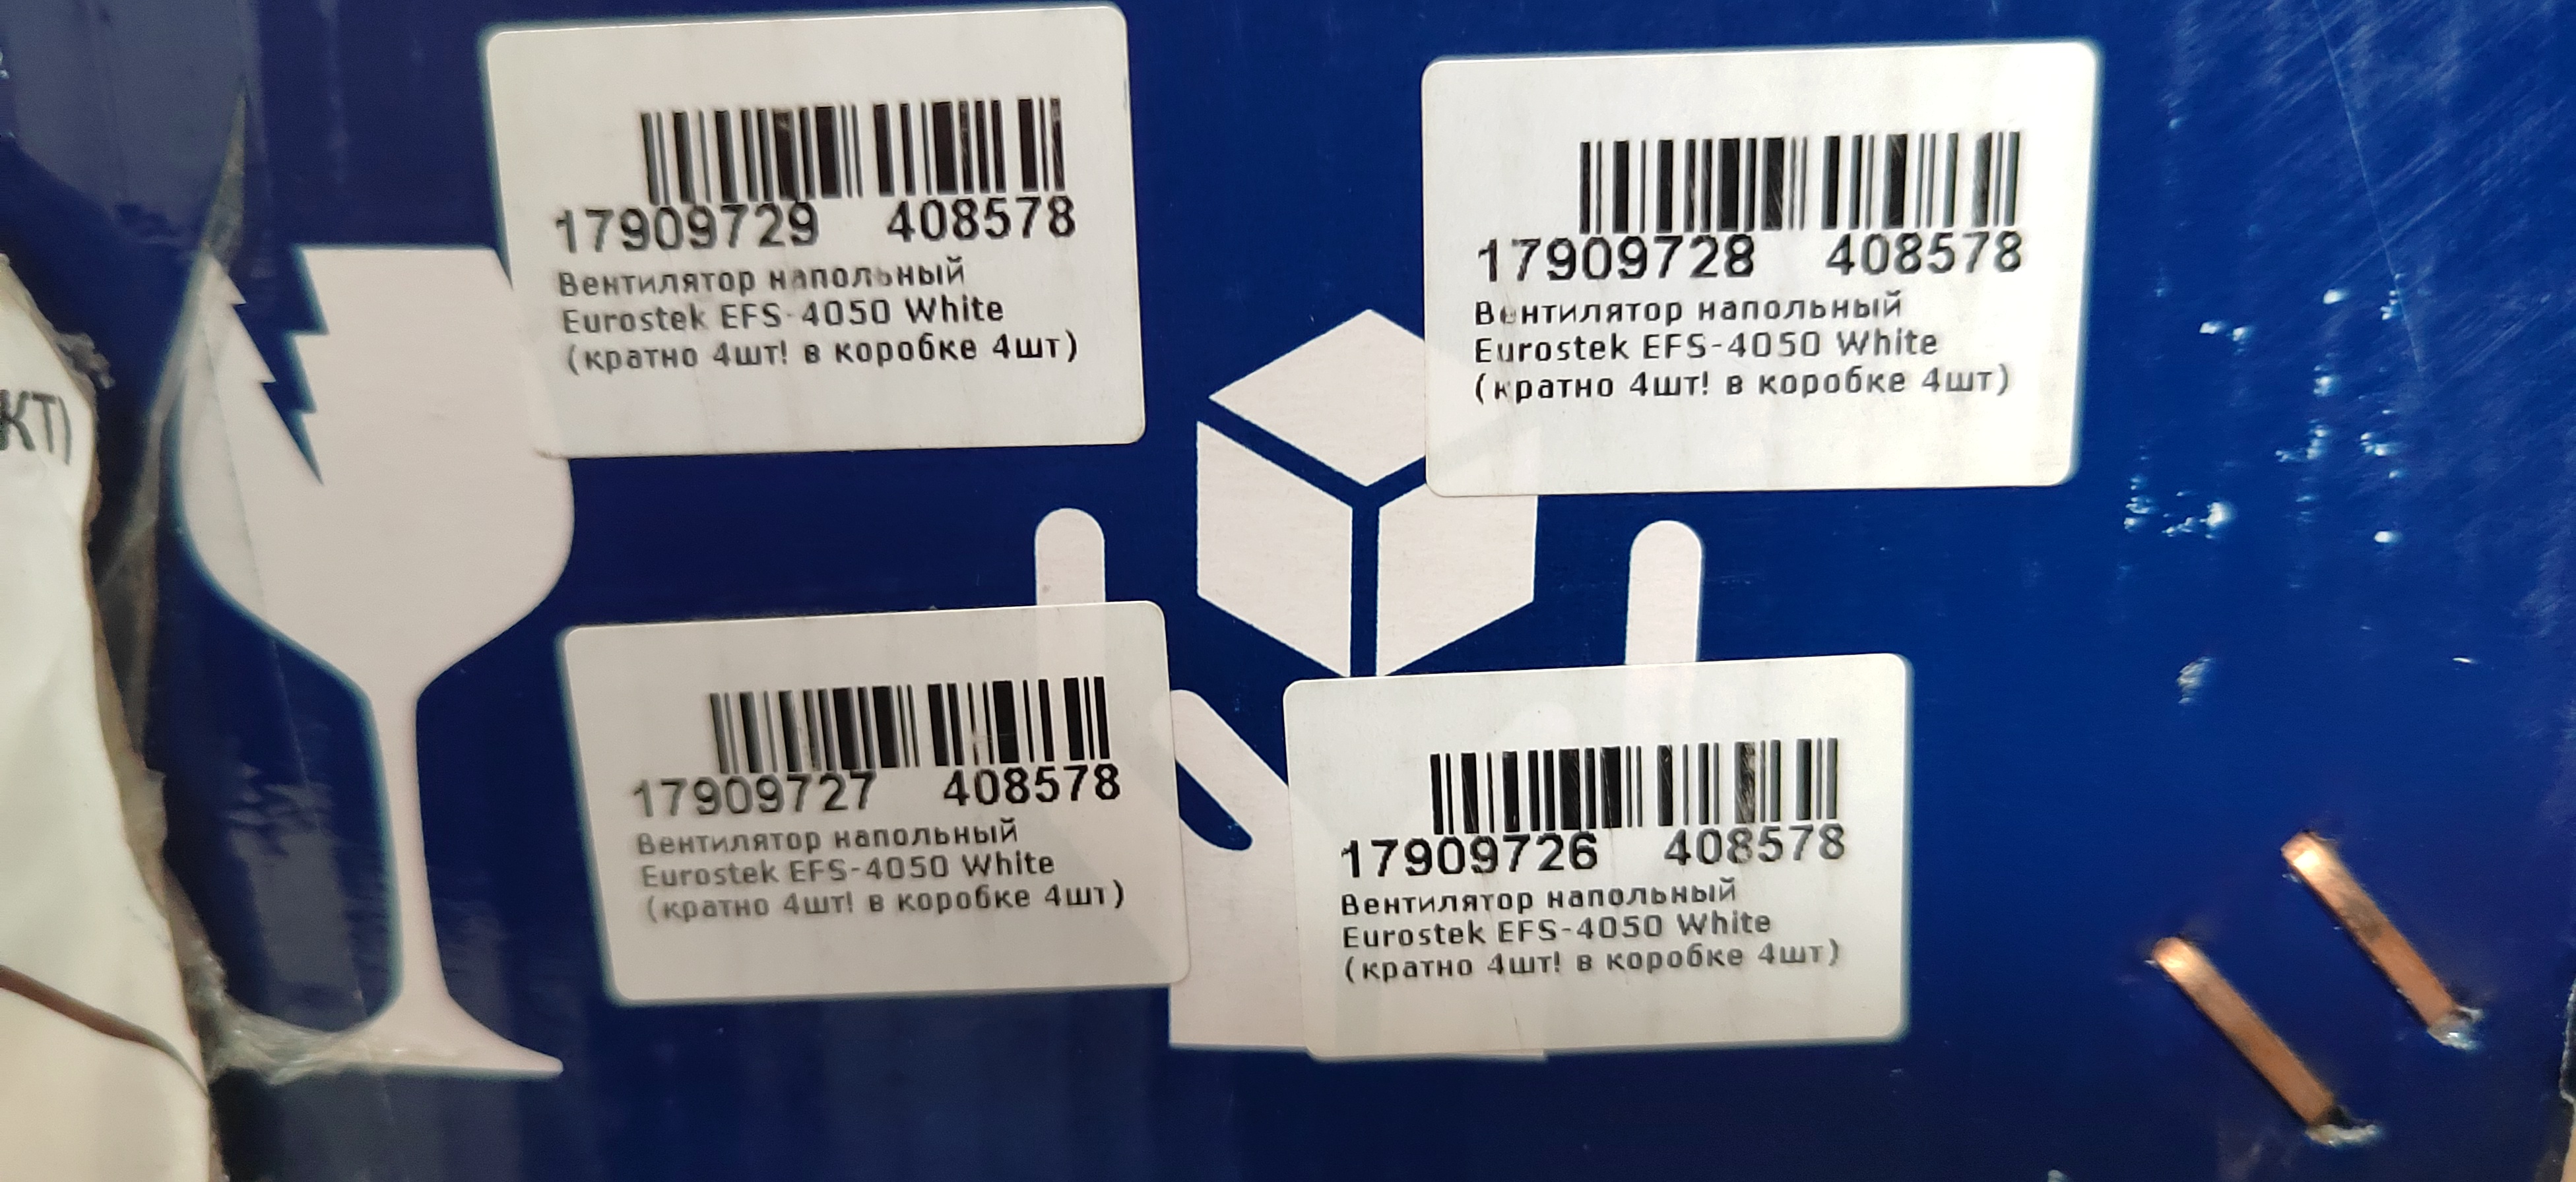 17909729 408578
Вентилятор напольный
Eurostek EFS-4050 White
(кратно 4шт! в коробке 4шт)
17909728 408578
Вентилятор напольный
Eurostek EFS-4050 White
(кратно 4шт! в коробке 4шт)
КТ)
17909727 408578
Вентилятор напольный
Eurostek EFS-4050 White
(кратно 4шт! в коробке 4шт)
17909726 408578
Вентилятор напольный
Eurostek EFS-4050 White
(кратно 4шт! в коробке 4шт)